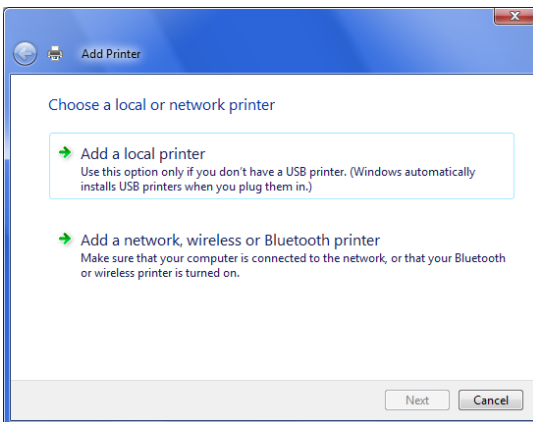 Add Printer
Choose a local or network printer
Add a local printer
Use this option only if you don't have a USB printer. (Windows automatically
installs USB printers when you plug them in.)
Add a network, wireless or Bluetooth printer
Make sure that your computer is connected to the network, or that your Bluetooth
or wireless printer is turned on.
Next Cancel